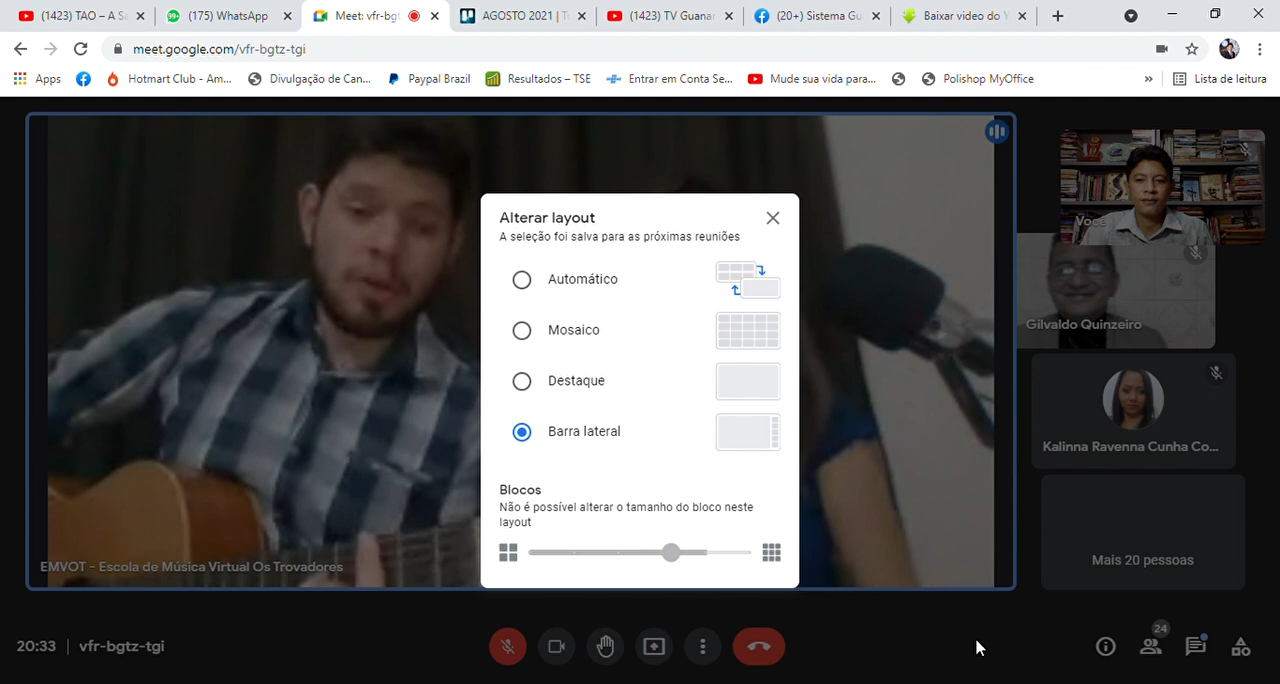 (1423) TAO – A Sa
(175) WhatsApp
Meet: vfr-bgt
AGOSTO 2021 | T
(1423) TV Guanar
(20+) Sistema Gu
Baixar video do Y
meet.google.com/vfr-bgtz-tgi
Apps
Hotmart Club - Am...
Divulgação de Can...
Paypal Brazil
Resultados – TSE
Entrar em Conta Se...
Mude sua vida para...
Polishop MyOffice
»
Lista de leitura
Alterar layout
A seleção foi salva para as próximas reuniões
Automático
Mosaico
Destaque
Barra lateral
Blocos
Não é possível alterar o tamanho do bloco neste
layout
Você
Gilvaldo Quinzeiro
Kalinna Ravenna Cunha Co...
Mais 20 pessoas
EMVOT – Escola de Música Virtual Os Trovadores
20:33 | vfr-bgtz-tgi
24